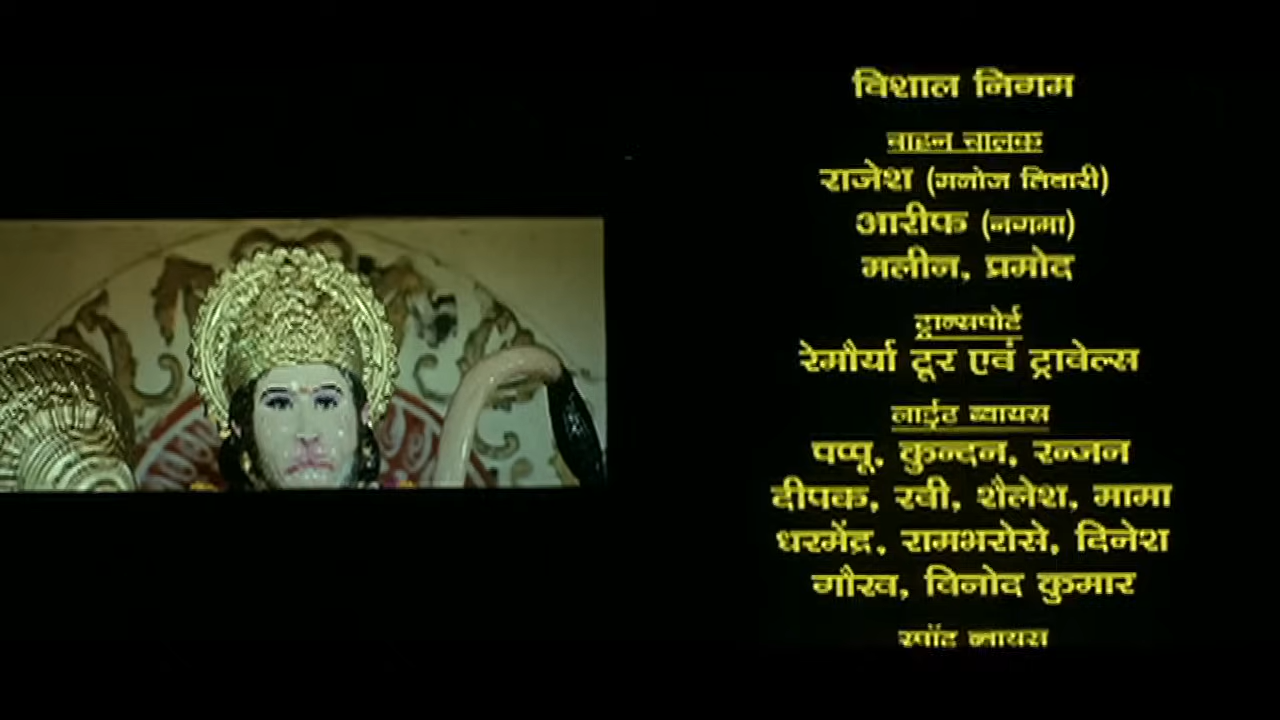 विशाल निगम
वाहन चालक
राजेश (मनोज तिवारी)
आरीफ (नगमा)
मलीन, प्रमोद
ट्रान्सपोर्ट
रेमौर्या टूर एवं ट्रावेल्स
लाईट ब्वायस
पप्पू, कुन्दन, रन्जन
दीपक, रवी, शैलेश, मामा
धरमेंद्र, रामभरोसे, दिनेश
गौरव, विनोद कुमार
स्पॉट ब्वायस